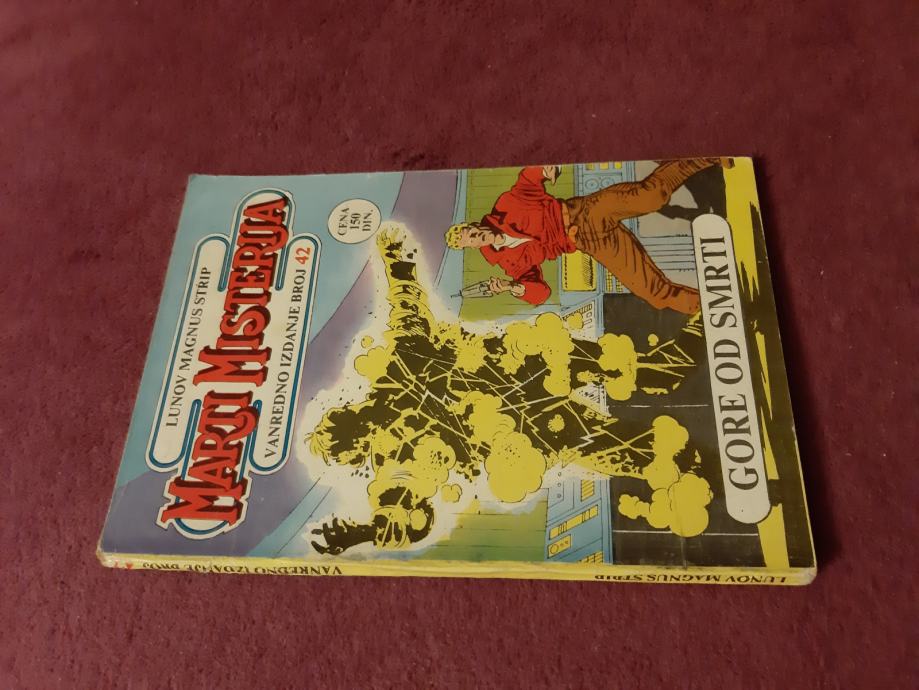 LUNOV MAGNUS STRIP
MARTI MISTERIJA
VANREDNO IZDANJE BROJ 42
CENA
150
DIN.
GORE OD SMRTI
LUNOV MAGNUS STRIP
VANREDNO IZDANJE BROJ